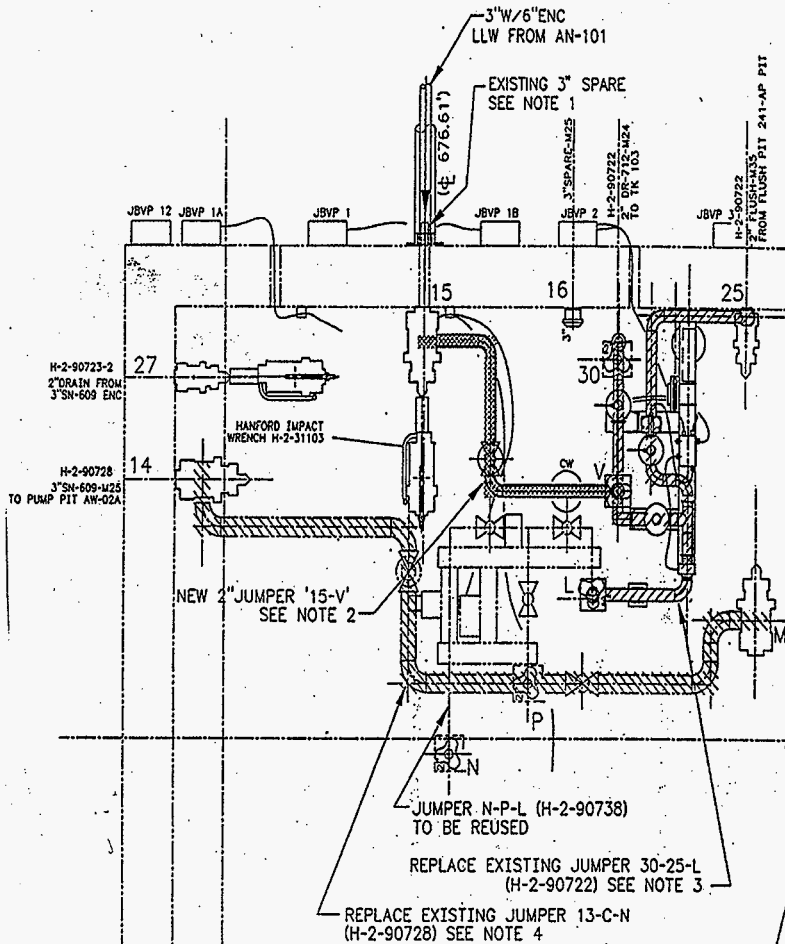 3"W/6"ENC
LLW FROM AN-101
EXISTING 3" SPARE
SEE NOTE 1
(℄ 676.61')
3"SPARE-M25
H-2-90722
2" DR-712-M24
TO TK 103
H-2-90722
2" FLUSH-M35
FROM FLUSH PIT 241-AP PIT
JBVP 12
JBVP 1A
JBVP 1
JBVP 1B
JBVP 2
JBVP 3
15
16
25
3"
H-2-90723-2
27
2"DRAIN FROM
3"SN-609 ENC
30
2
HANFORD IMPACT
WRENCH H-2-31103
H-2-90728
14
3"SN-609-M25
TO PUMP PIT AW-02A
CW
V
NEW 2"JUMPER '15-V'
SEE NOTE 2
L
M
2
P
2
N
JUMPER N-P-L (H-2-90738)
TO BE REUSED
REPLACE EXISTING JUMPER 30-25-L
(H-2-90722) SEE NOTE 3
REPLACE EXISTING JUMPER 13-C-N
(H-2-90728) SEE NOTE 4